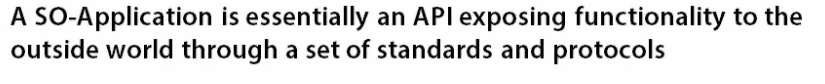 A SO-Application is essentially an API exposing functionality to the
outside world through a set of standards and protocols